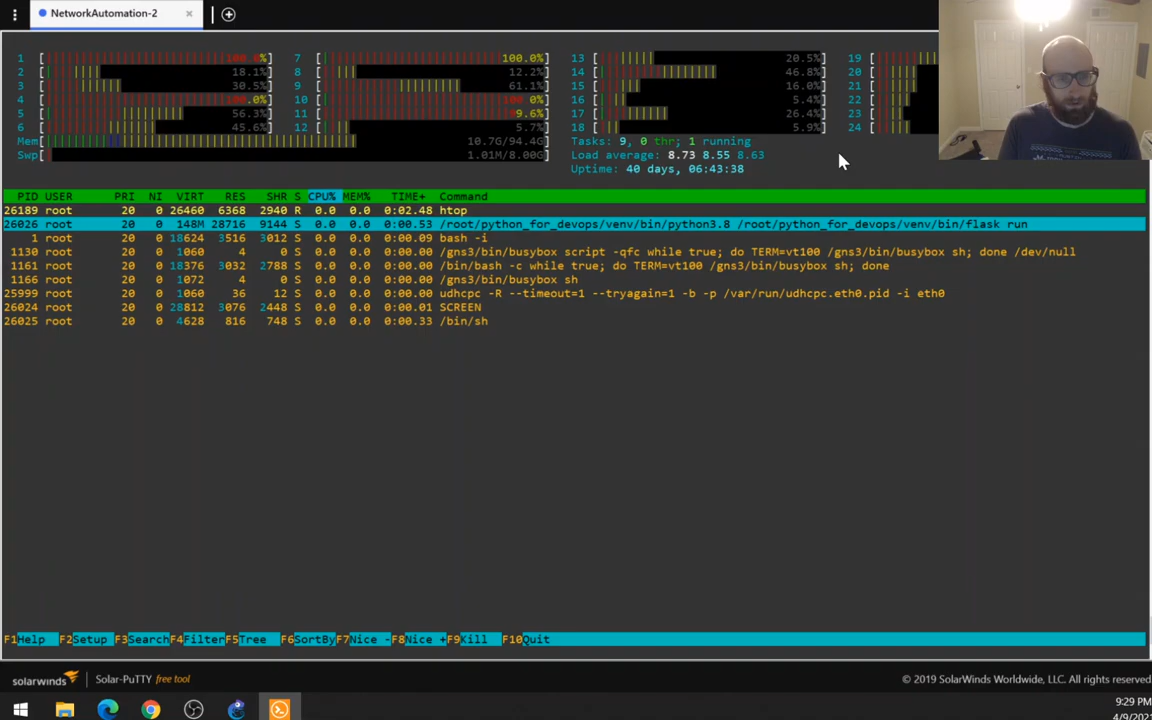 NetworkAutomation-2 ×
1 [ 100.0%] 7 [ 100.0%] 13 [ 20.5%] 19 [
2 [ 18.1%] 8 [ 12.2%] 14 [ 46.8%] 20 [
3 [ 30.5%] 9 [ 61.1%] 15 [ 16.0%] 21 [
4 [ 100.0%] 10 [ 100.0%] 16 [ 5.4%] 22 [
5 [ 56.3%] 11 [ 9.6%] 17 [ 26.4%] 23 [
6 [ 45.6%] 12 [ 5.7%] 18 [ 5.9%] 24 [
Mem[ 10.7G/94.4G] Tasks: 9, 0 thr; 1 running
Swp[ 1.01M/8.00G] Load average: 8.73 8.55 8.63
Uptime: 40 days, 06:43:38
PID USER PRI NI VIRT RES SHR S CPU% MEM% TIME+ Command
26189 root 20 0 26460 6368 2940 R 0.0 0.0 0:02.48 htop
26026 root 20 0 148M 28716 9144 S 0.0 0.0 0:00.53 /root/python_for_devops/venv/bin/python3.8 /root/python_for_devops/venv/bin/flask run
1 root 20 0 18624 3516 3012 S 0.0 0.0 0:00.09 bash -i
1130 root 20 0 1060 4 0 S 0.0 0.0 0:00.00 /gns3/bin/busybox script -qfc while true; do TERM=vt100 /gns3/bin/busybox sh; done /dev/null
1161 root 20 0 18376 3032 2788 S 0.0 0.0 0:00.00 /bin/bash -c while true; do TERM=vt100 /gns3/bin/busybox sh; done
1166 root 20 0 1072 4 0 S 0.0 0.0 0:00.00 /gns3/bin/busybox sh
25999 root 20 0 1060 36 12 S 0.0 0.0 0:00.00 udhcpc -R --timeout=1 --tryagain=1 -b -p /var/run/udhcpc.eth0.pid -i eth0
26024 root 20 0 28812 3076 2448 S 0.0 0.0 0:00.01 SCREEN
26025 root 20 0 4628 816 748 S 0.0 0.0 0:00.33 /bin/sh
F1Help F2Setup F3SearchF4FilterF5Tree F6SortByF7Nice -F8Nice +F9Kill F10Quit
solarwinds Solar-PuTTY free tool © 2019 SolarWinds Worldwide, LLC. All rights reserved.
9:29 PM